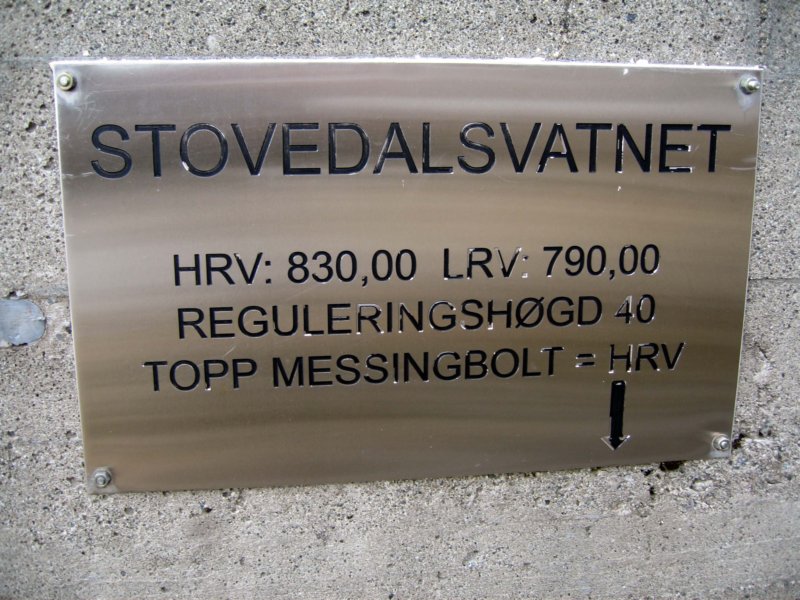 STOVEDALSVATNET
HRV: 830,00 LRV: 790,00
REGULERINGSHØGD 40
TOPP MESSINGBOLT = HRV